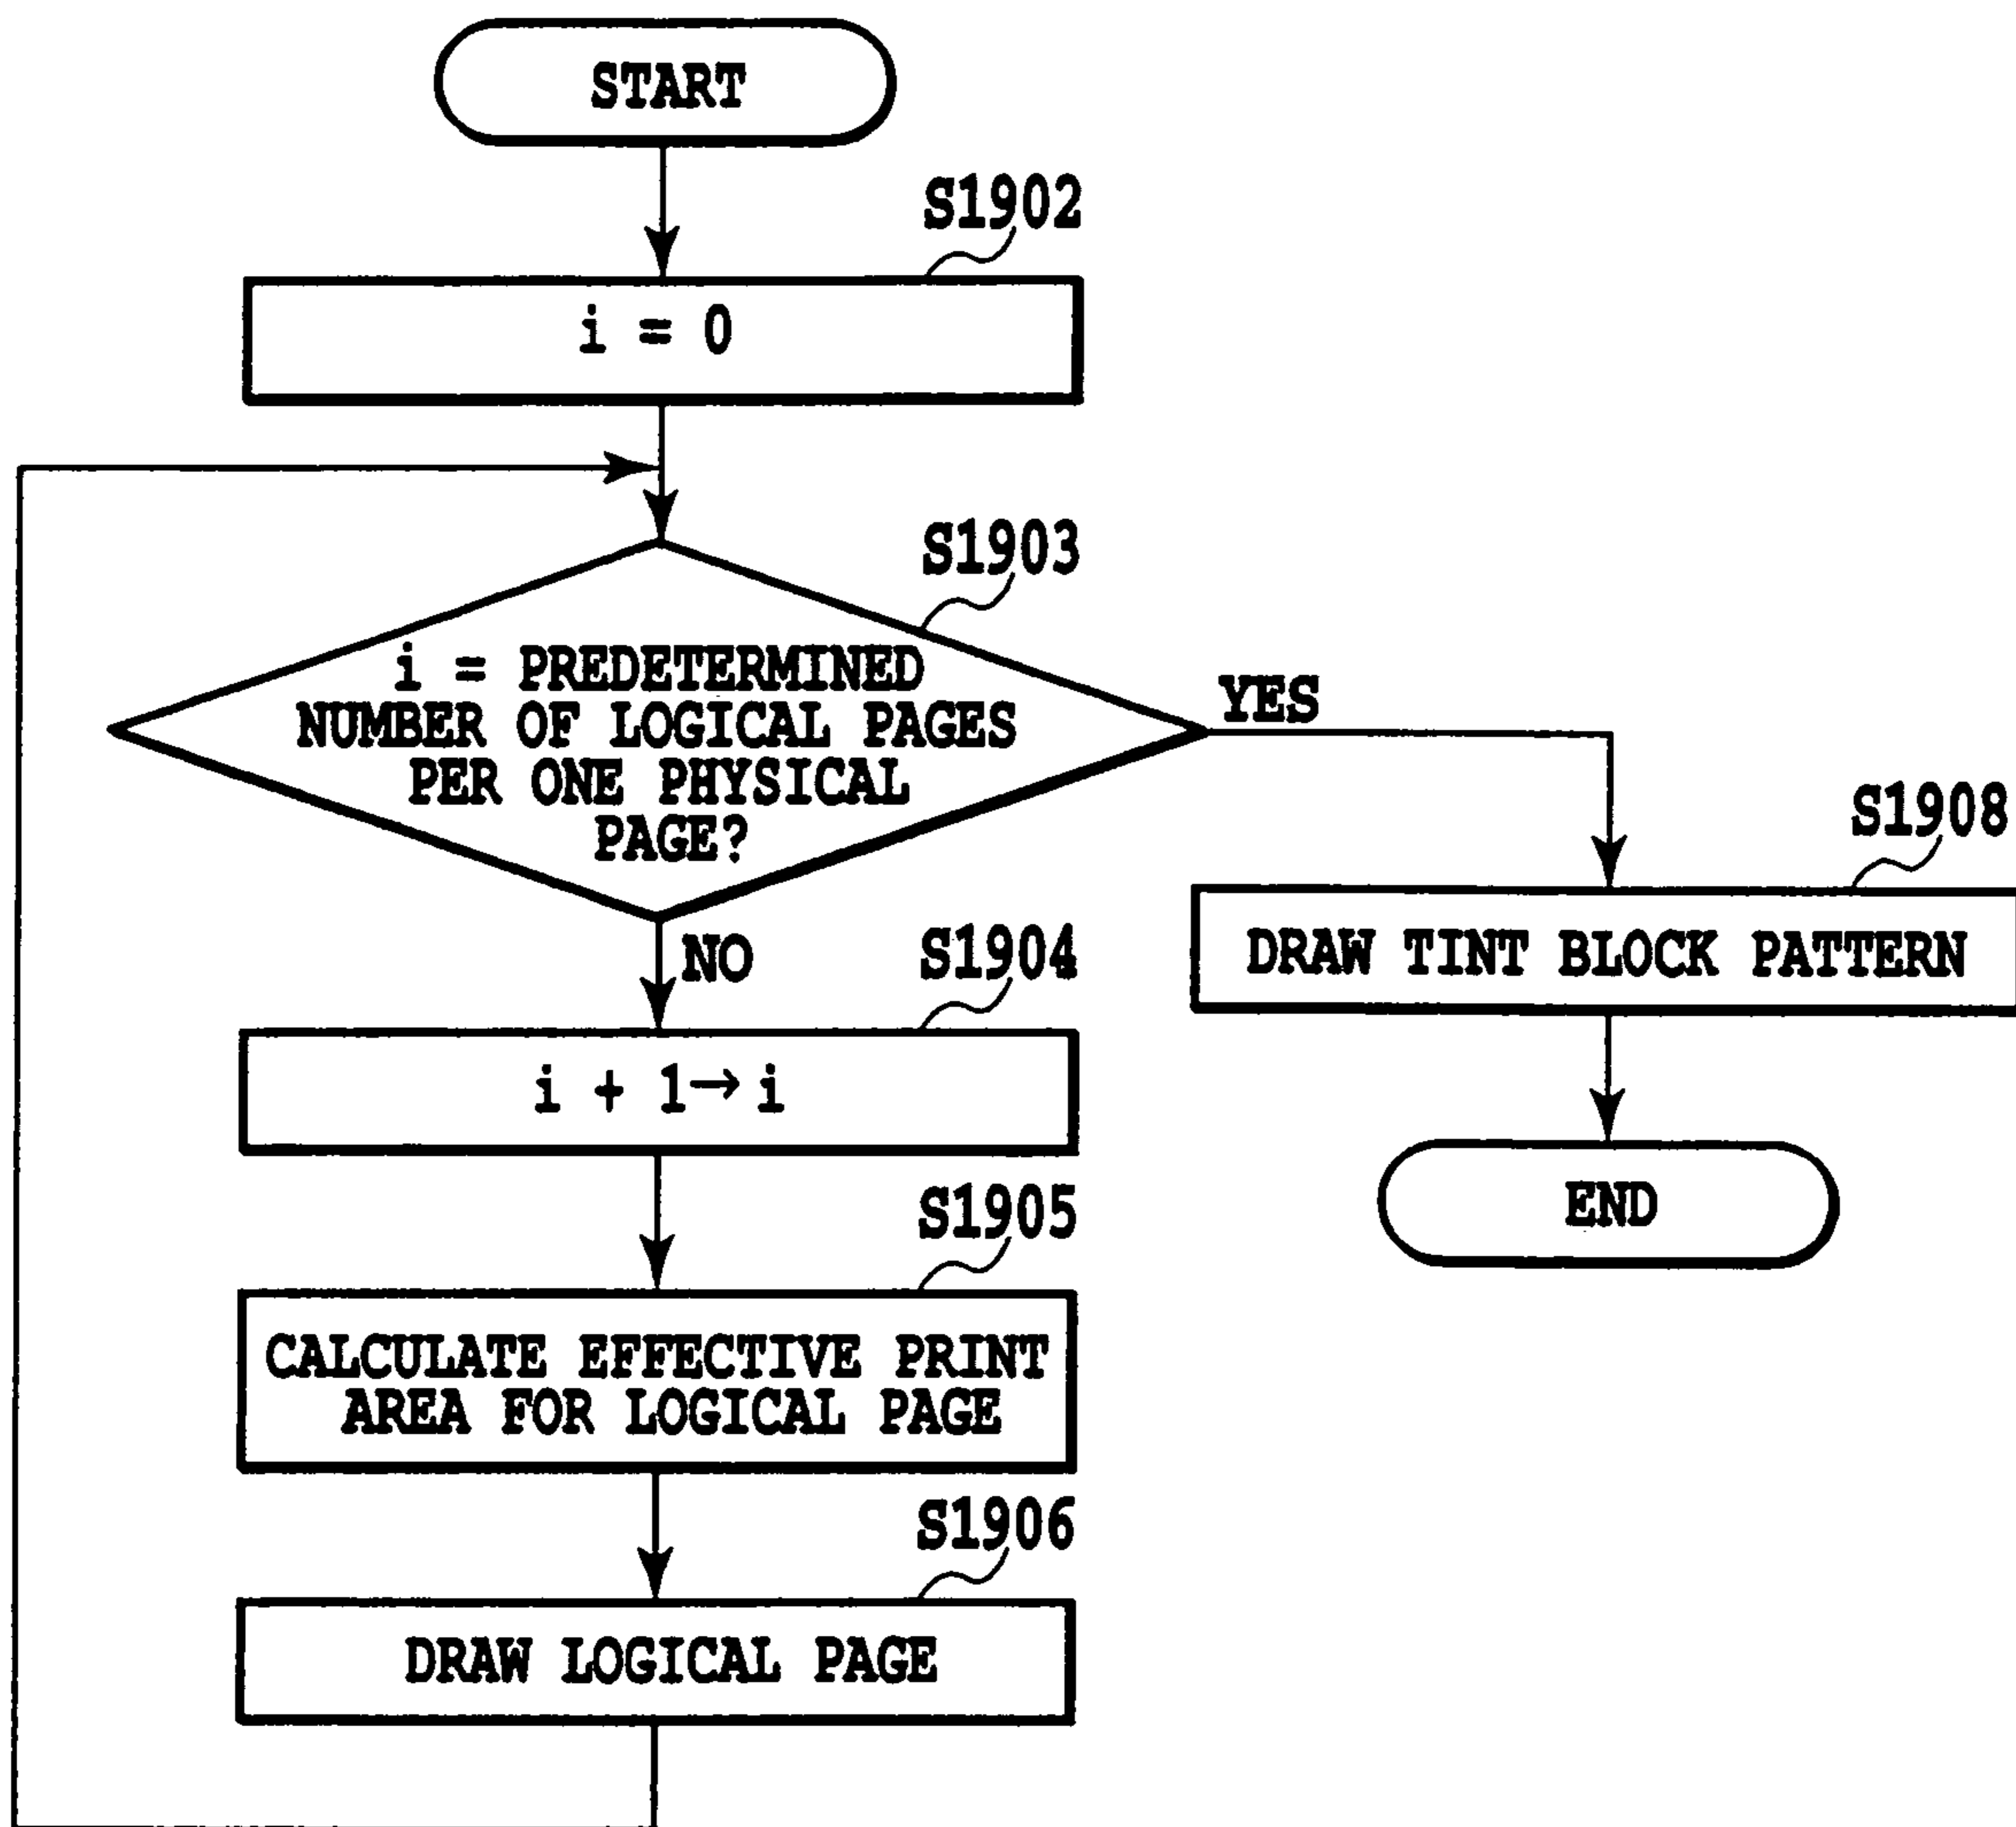 START
S1902
i = 0
S1903
i = PREDETERMINED
NUMBER OF LOGICAL PAGES
PER ONE PHYSICAL
PAGE?
YES
S1908
DRAW TINT BLOCK PATTERN
END
NO
S1904
i + 1→i
S1905
CALCULATE EFFECTIVE PRINT
AREA FOR LOGICAL PAGE
S1906
DRAW LOGICAL PAGE